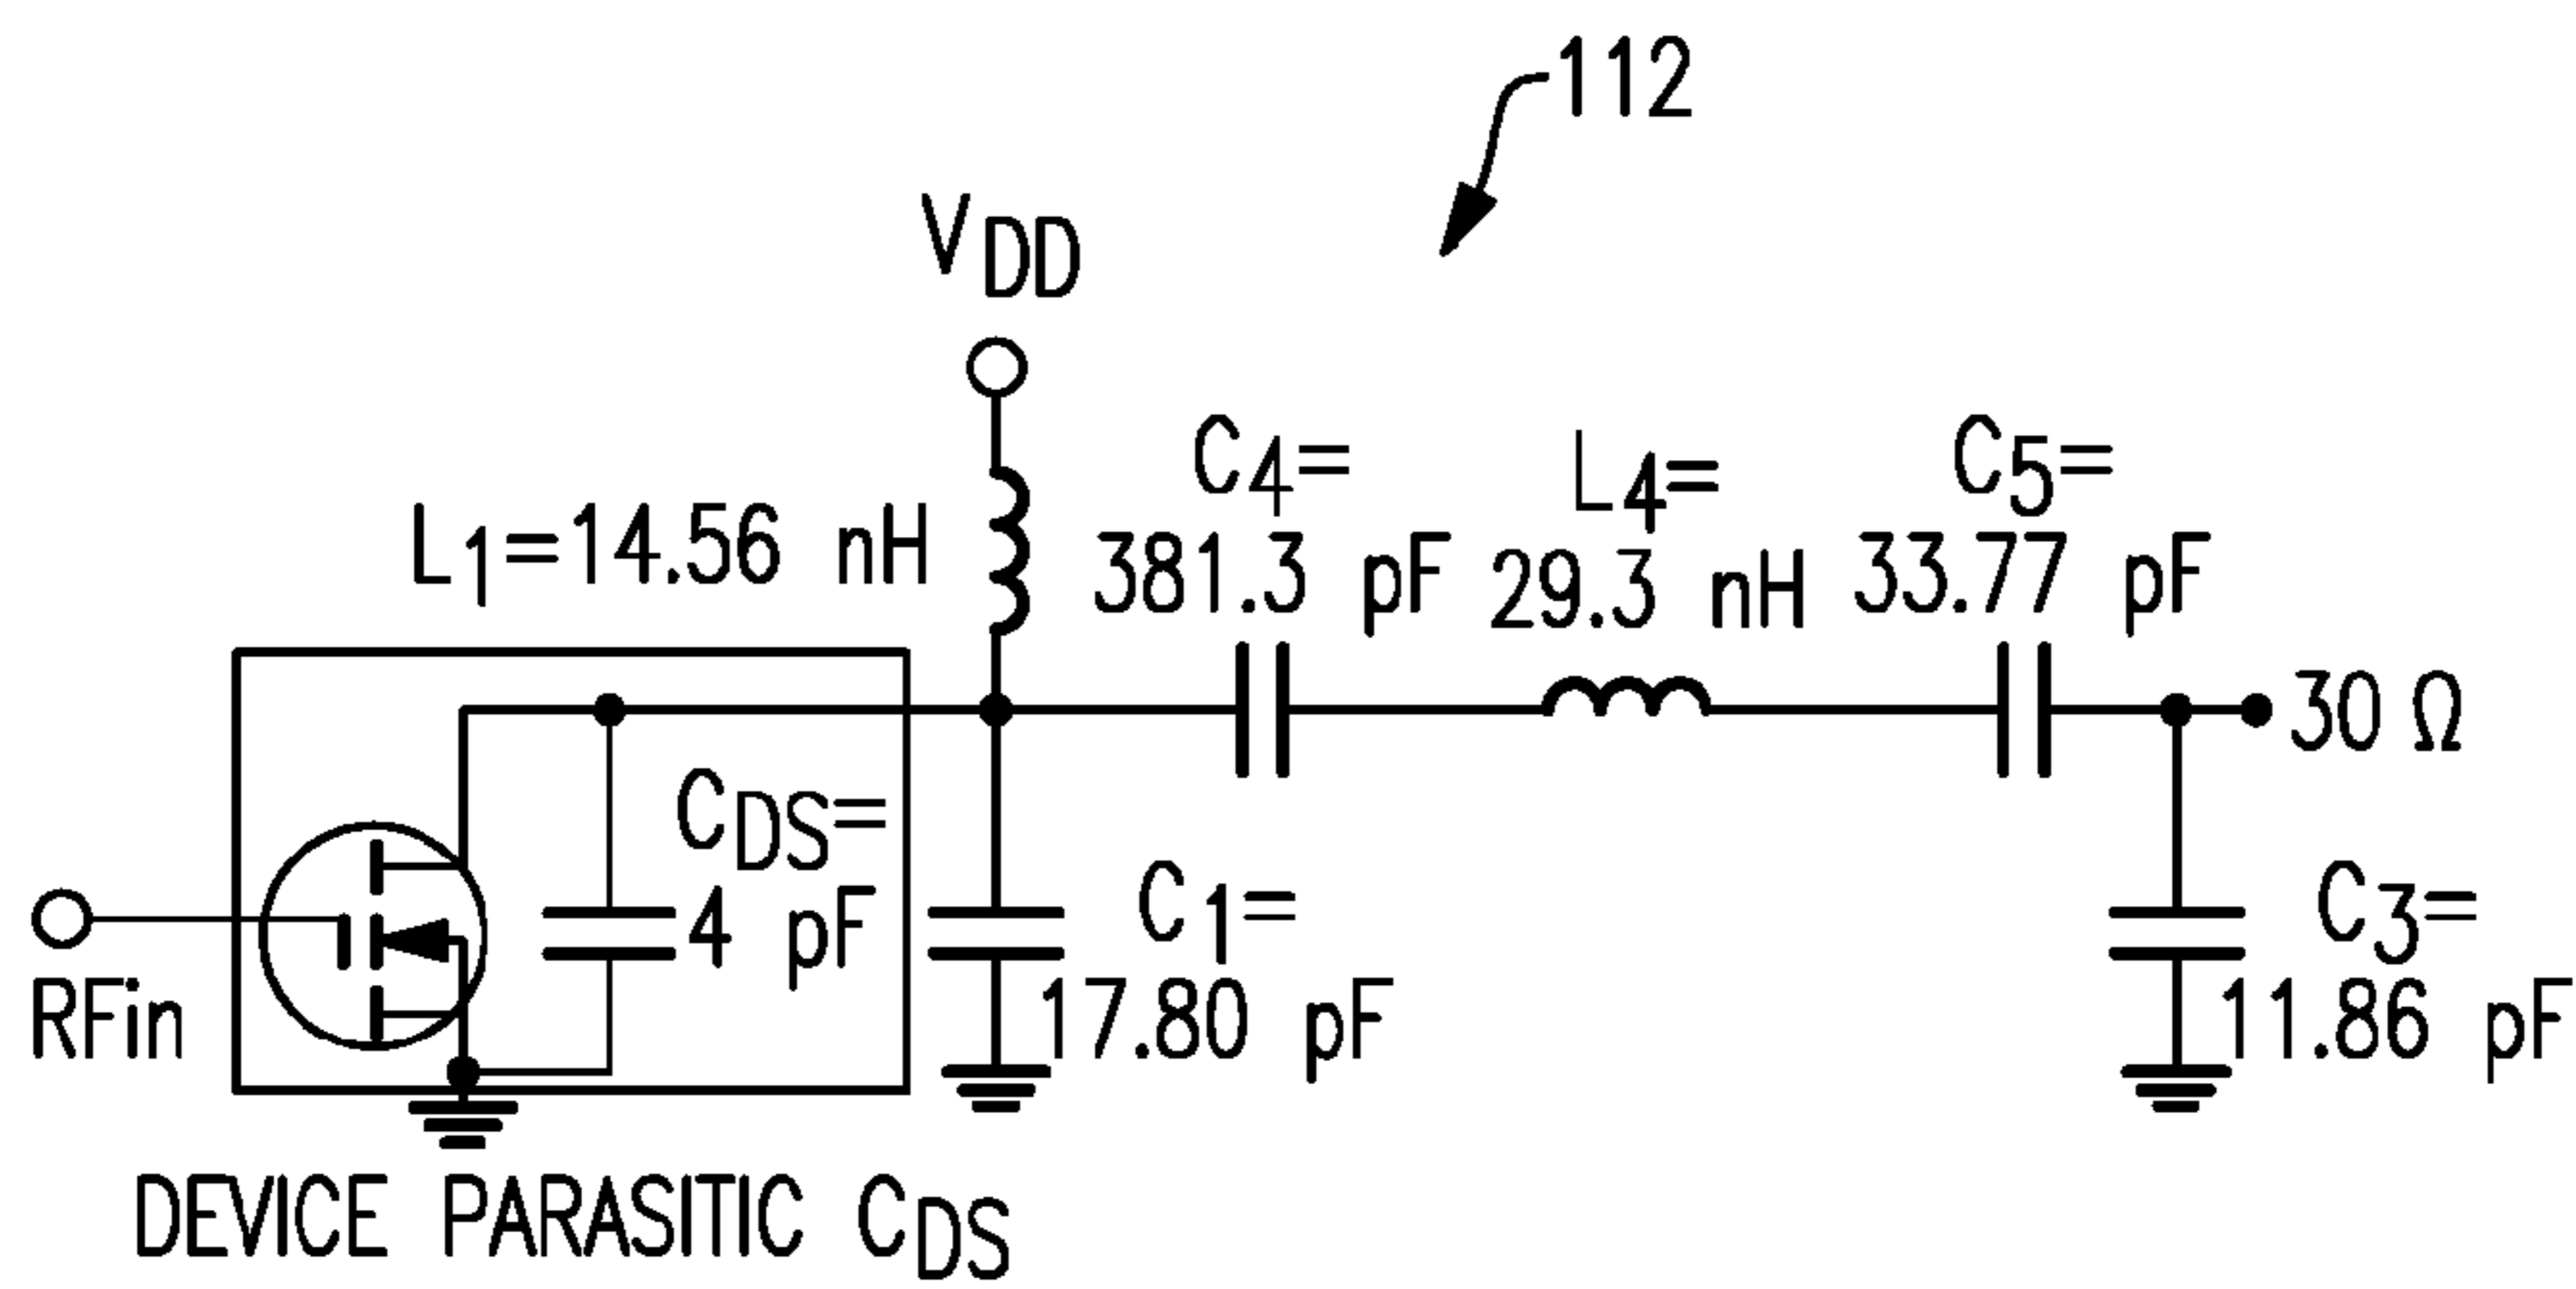 112
VDD
C4=
381.3 pF
L4=
29.3 nH
C5=
33.77 pF
L1=14.56 nH
30 Ω
CDS=
4 pF
C1=
17.80 pF
C3=
11.86 pF
RFin
DEVICE PARASITIC CDS